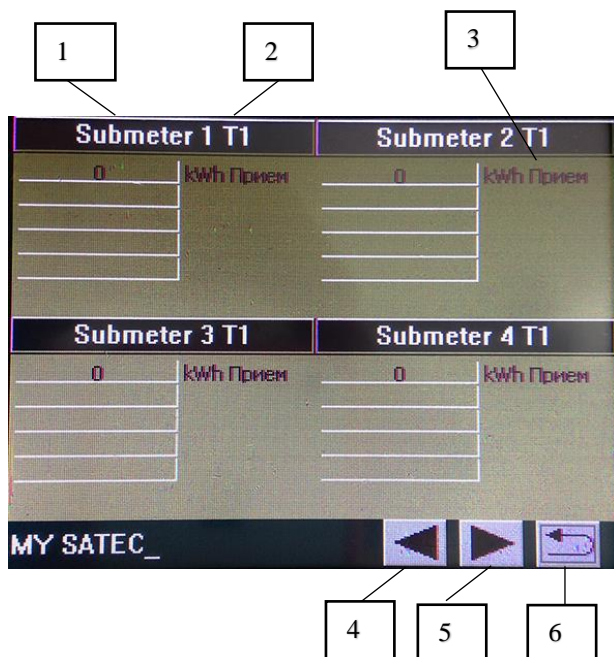 1 2 3
Submeter 1 T1 Submeter 2 T1
0 kWh Прием 0 kWh Прием
Submeter 3 T1 Submeter 4 T1
0 kWh Прием 0 kWh Прием
MY SATEC_
4 5 6